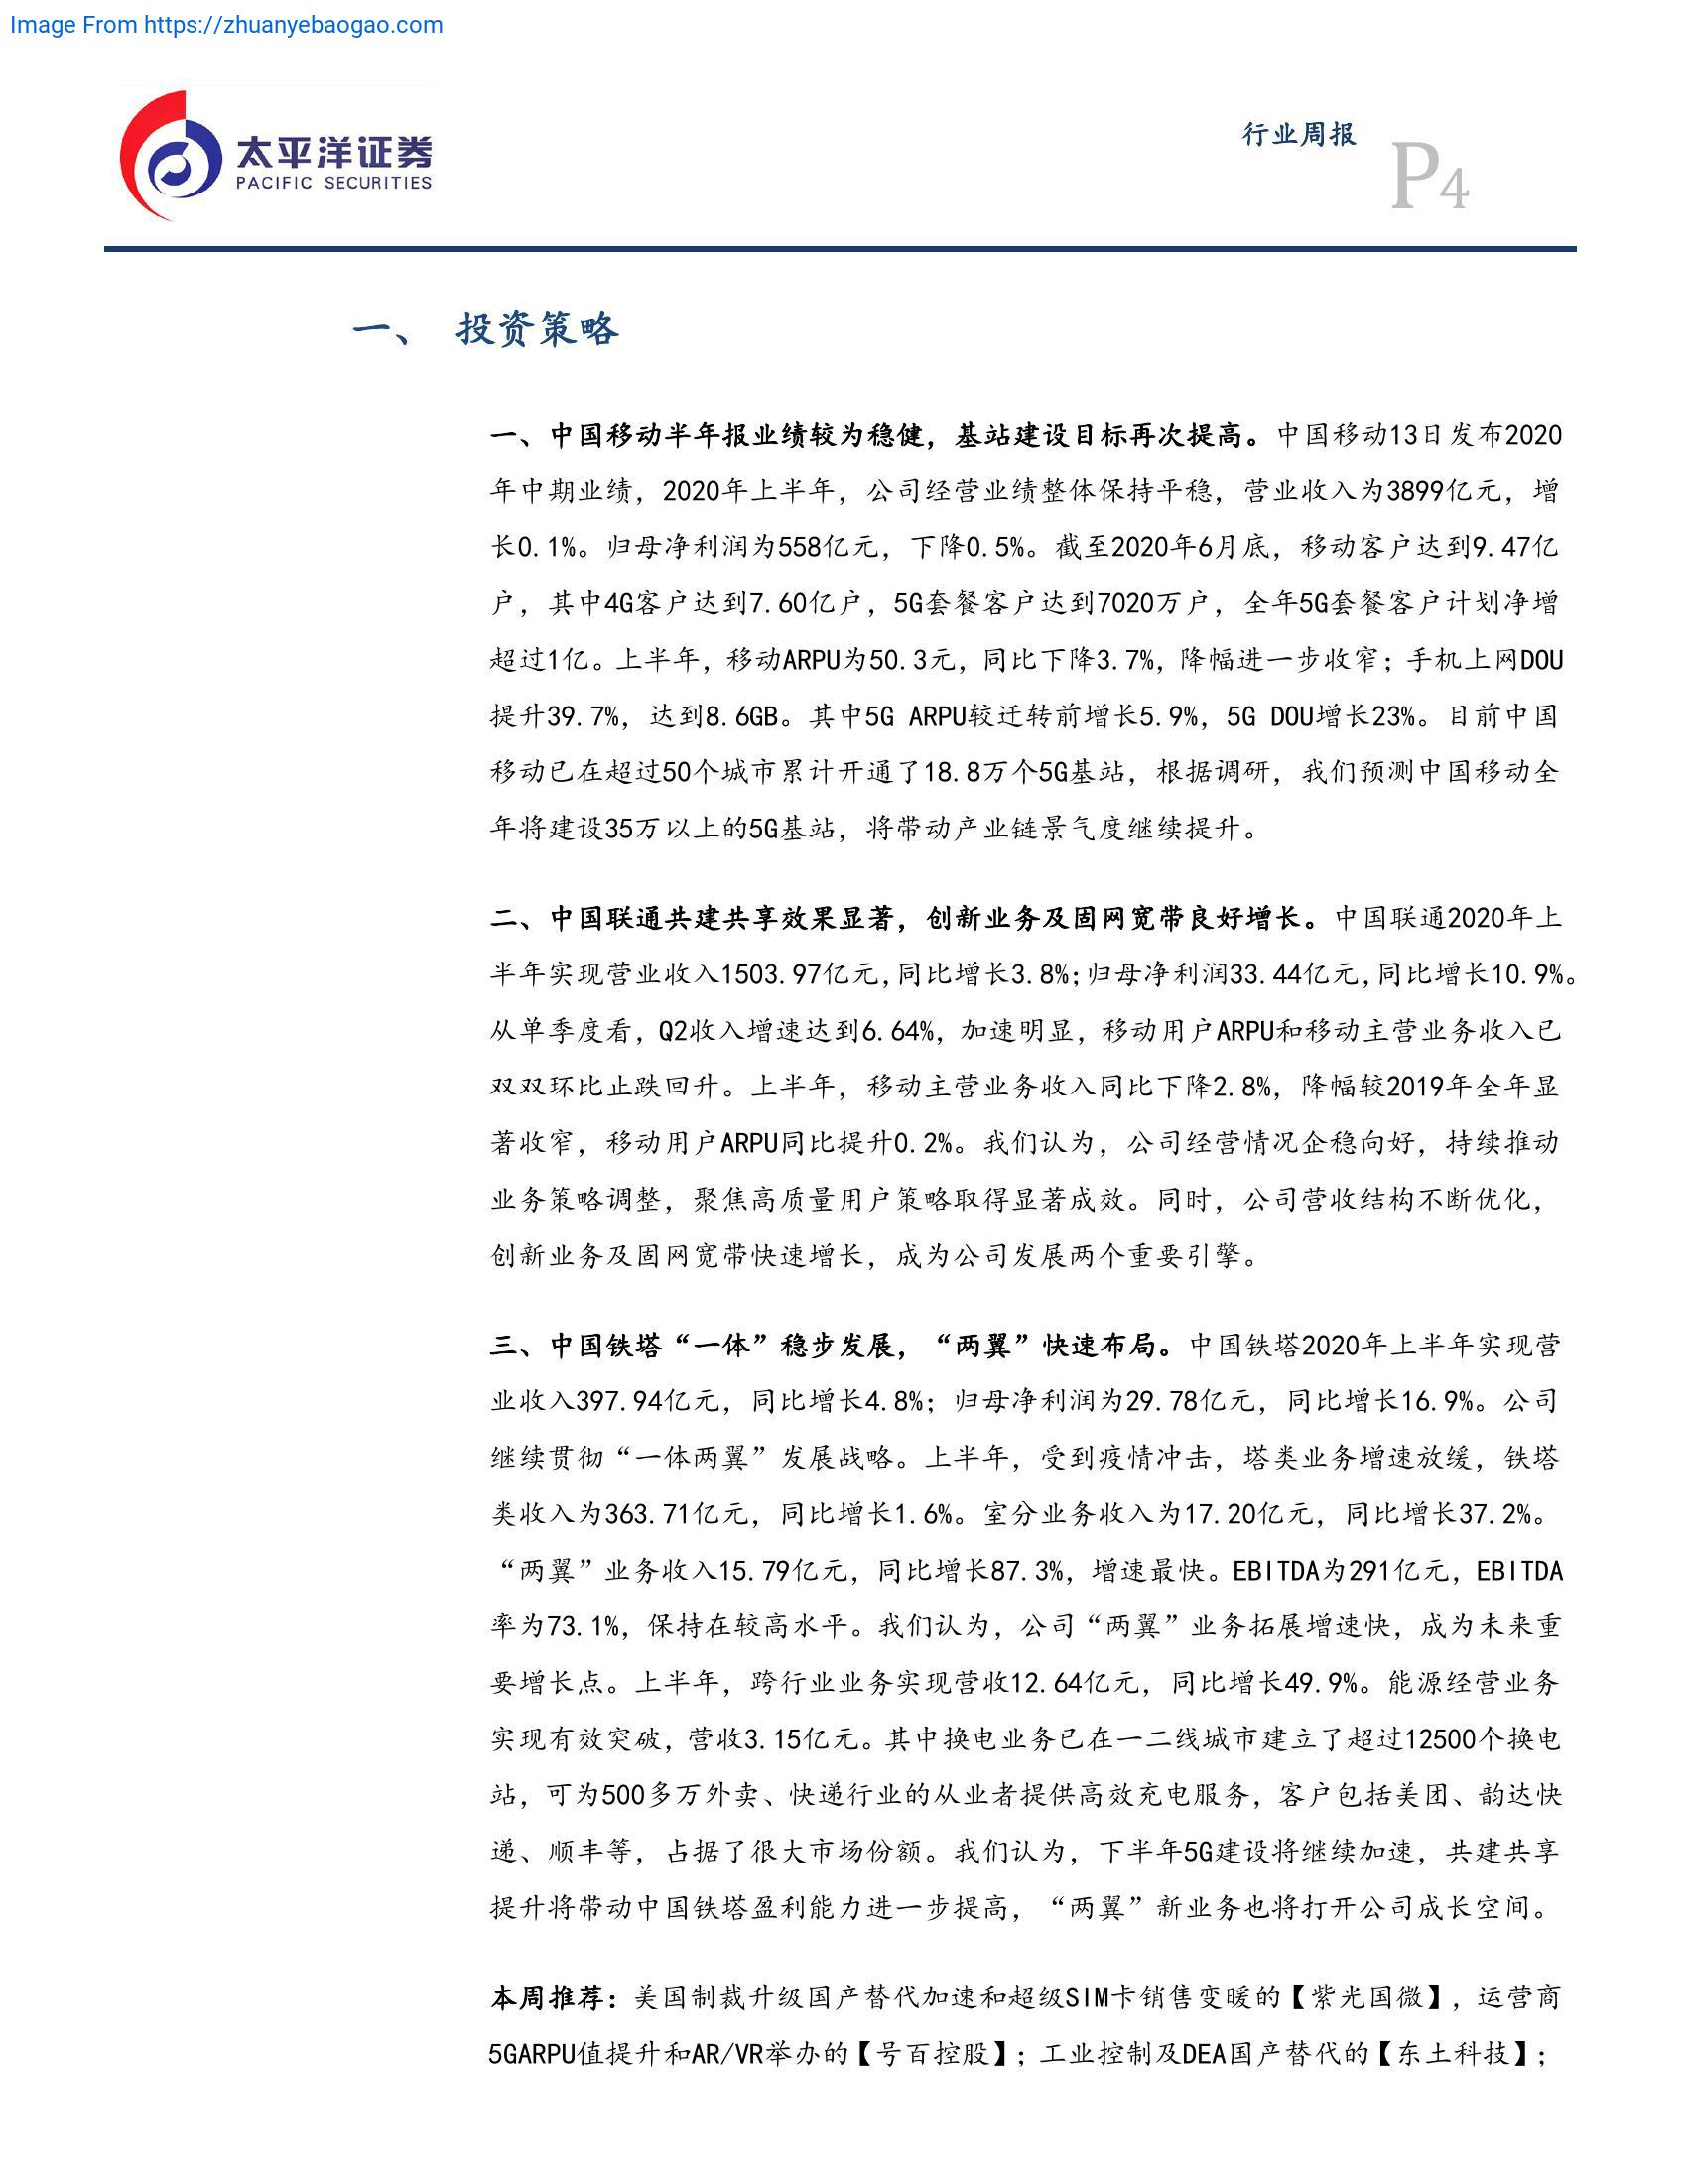 Image From https://zhuanyebaogao.com
太平洋证券
PACIFIC SECURITIES
行业周报
P4
一、 投资策略
一、中国移动半年报业绩较为稳健，基站建设目标再次提高。中国移动13日发布2020
年中期业绩，2020年上半年，公司经营业绩整体保持平稳，营业收入为3899亿元，增
长0.1%。归母净利润为558亿元，下降0.5%。截至2020年6月底，移动客户达到9.47亿
户，其中4G客户达到7.60亿户，5G套餐客户达到7020万户，全年5G套餐客户计划净增
超过1亿。上半年，移动ARPU为50.3元，同比下降3.7%，降幅进一步收窄；手机上网DOU
提升39.7%，达到8.6GB。其中5G ARPU较迁转前增长5.9%，5G DOU增长23%。目前中国
移动已在超过50个城市累计开通了18.8万个5G基站，根据调研，我们预测中国移动全
年将建设35万以上的5G基站，将带动产业链景气度继续提升。
二、中国联通共建共享效果显著，创新业务及固网宽带良好增长。中国联通2020年上
半年实现营业收入1503.97亿元，同比增长3.8%；归母净利润33.44亿元，同比增长10.9%。
从单季度看，Q2收入增速达到6.64%，加速明显，移动用户ARPU和移动主营业务收入已
双双环比止跌回升。上半年，移动主营业务收入同比下降2.8%，降幅较2019年全年显
著收窄，移动用户ARPU同比提升0.2%。我们认为，公司经营情况企稳向好，持续推动
业务策略调整，聚焦高质量用户策略取得显著成效。同时，公司营收结构不断优化，
创新业务及固网宽带快速增长，成为公司发展两个重要引擎。
三、中国铁塔“一体”稳步发展，“两翼”快速布局。中国铁塔2020年上半年实现营
业收入397.94亿元，同比增长4.8%；归母净利润为29.78亿元，同比增长16.9%。公司
继续贯彻“一体两翼”发展战略。上半年，受到疫情冲击，塔类业务增速放缓，铁塔
类收入为363.71亿元，同比增长1.6%。室分业务收入为17.20亿元，同比增长37.2%。
“两翼”业务收入15.79亿元，同比增长87.3%，增速最快。EBITDA为291亿元，EBITDA
率为73.1%，保持在较高水平。我们认为，公司“两翼”业务拓展增速快，成为未来重
要增长点。上半年，跨行业业务实现营收12.64亿元，同比增长49.9%。能源经营业务
实现有效突破，营收3.15亿元。其中换电业务已在一二线城市建立了超过12500个换电
站，可为500多万外卖、快递行业的从业者提供高效充电服务，客户包括美团、韵达快
递、顺丰等，占据了很大市场份额。我们认为，下半年5G建设将继续加速，共建共享
提升将带动中国铁塔盈利能力进一步提高，“两翼”新业务也将打开公司成长空间。
本周推荐：美国制裁升级国产替代加速和超级SIM卡销售变暖的【紫光国微】，运营商
5GARPU值提升和AR/VR举办的【号百控股】；工业控制及DEA国产替代的【东土科技】；